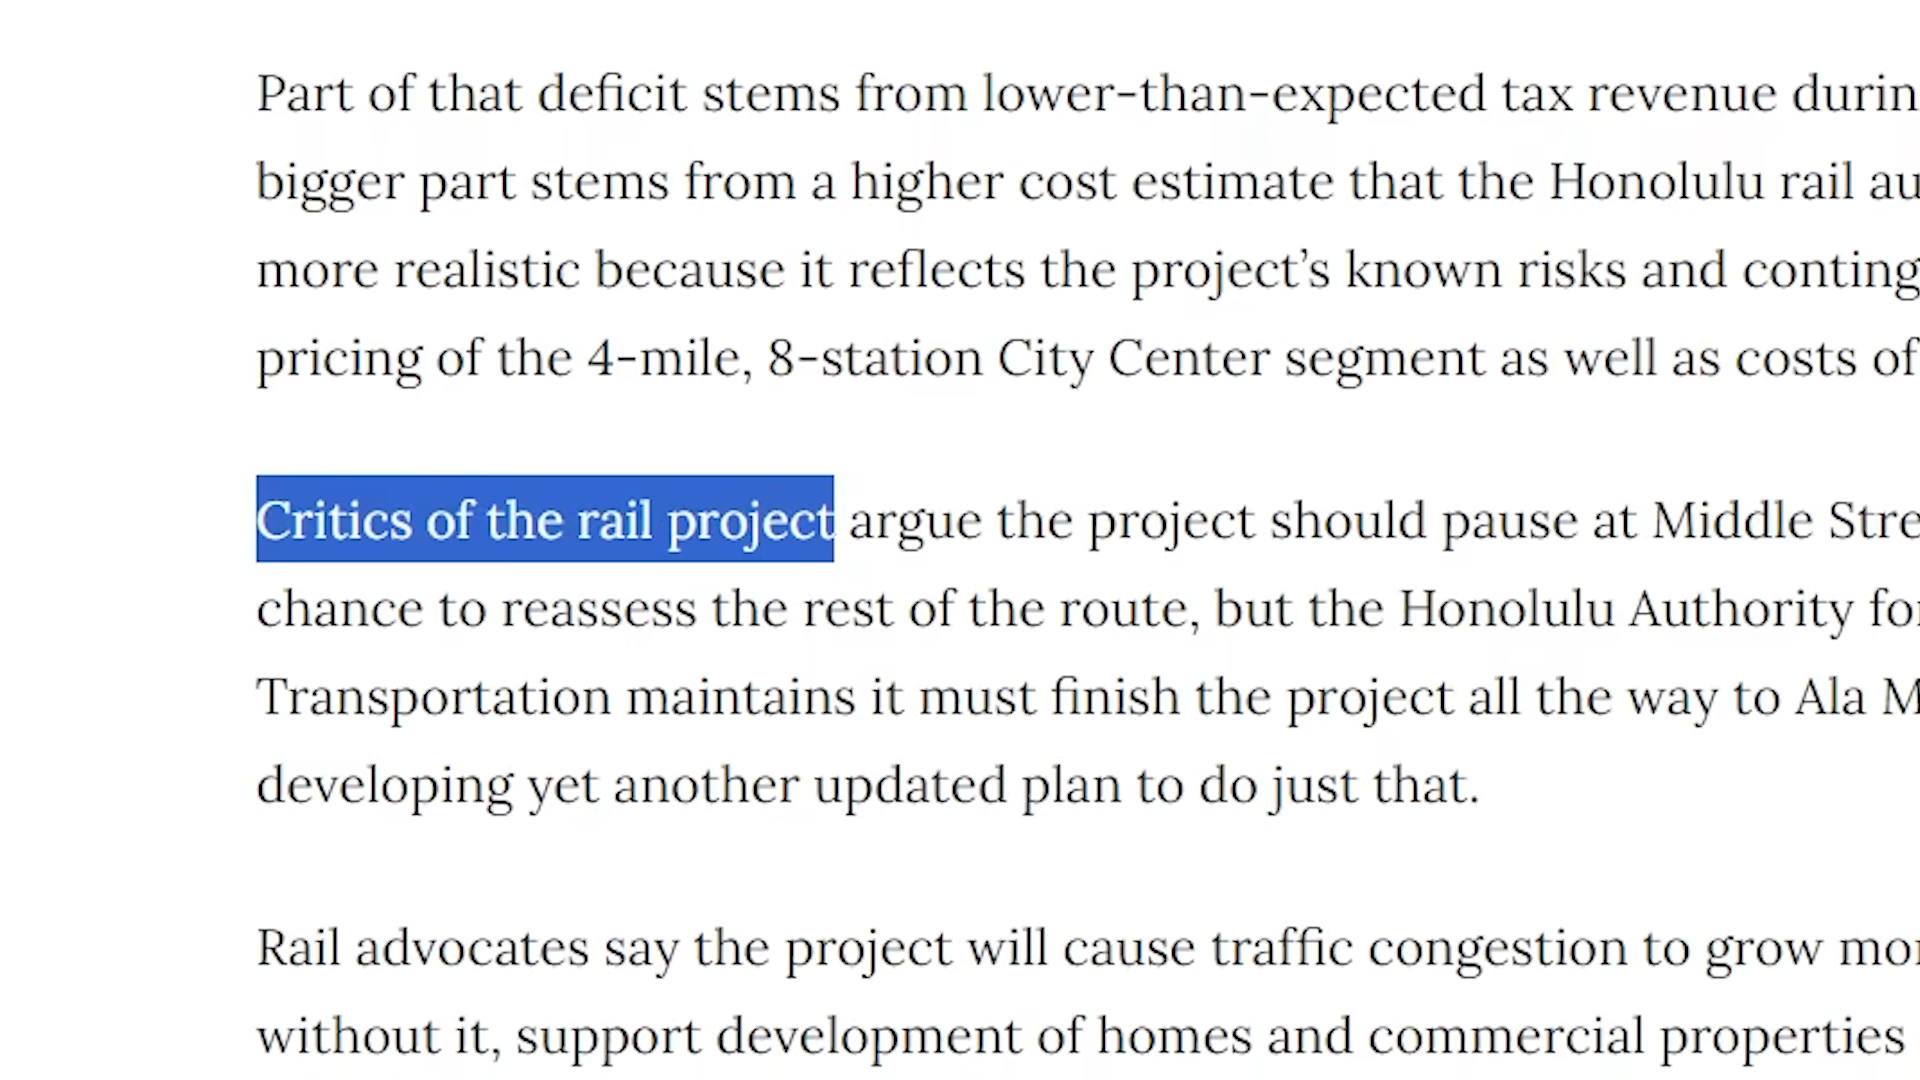 Part of that deficit stems from lower-than-expected tax revenue durin
bigger part stems from a higher cost estimate that the Honolulu rail au
more realistic because it reflects the project’s known risks and conting
pricing of the 4-mile, 8-station City Center segment as well as costs of
Critics of the rail project argue the project should pause at Middle Stre
chance to reassess the rest of the route, but the Honolulu Authority for
Transportation maintains it must finish the project all the way to Ala M
developing yet another updated plan to do just that.
Rail advocates say the project will cause traffic congestion to grow mor
without it, support development of homes and commercial properties